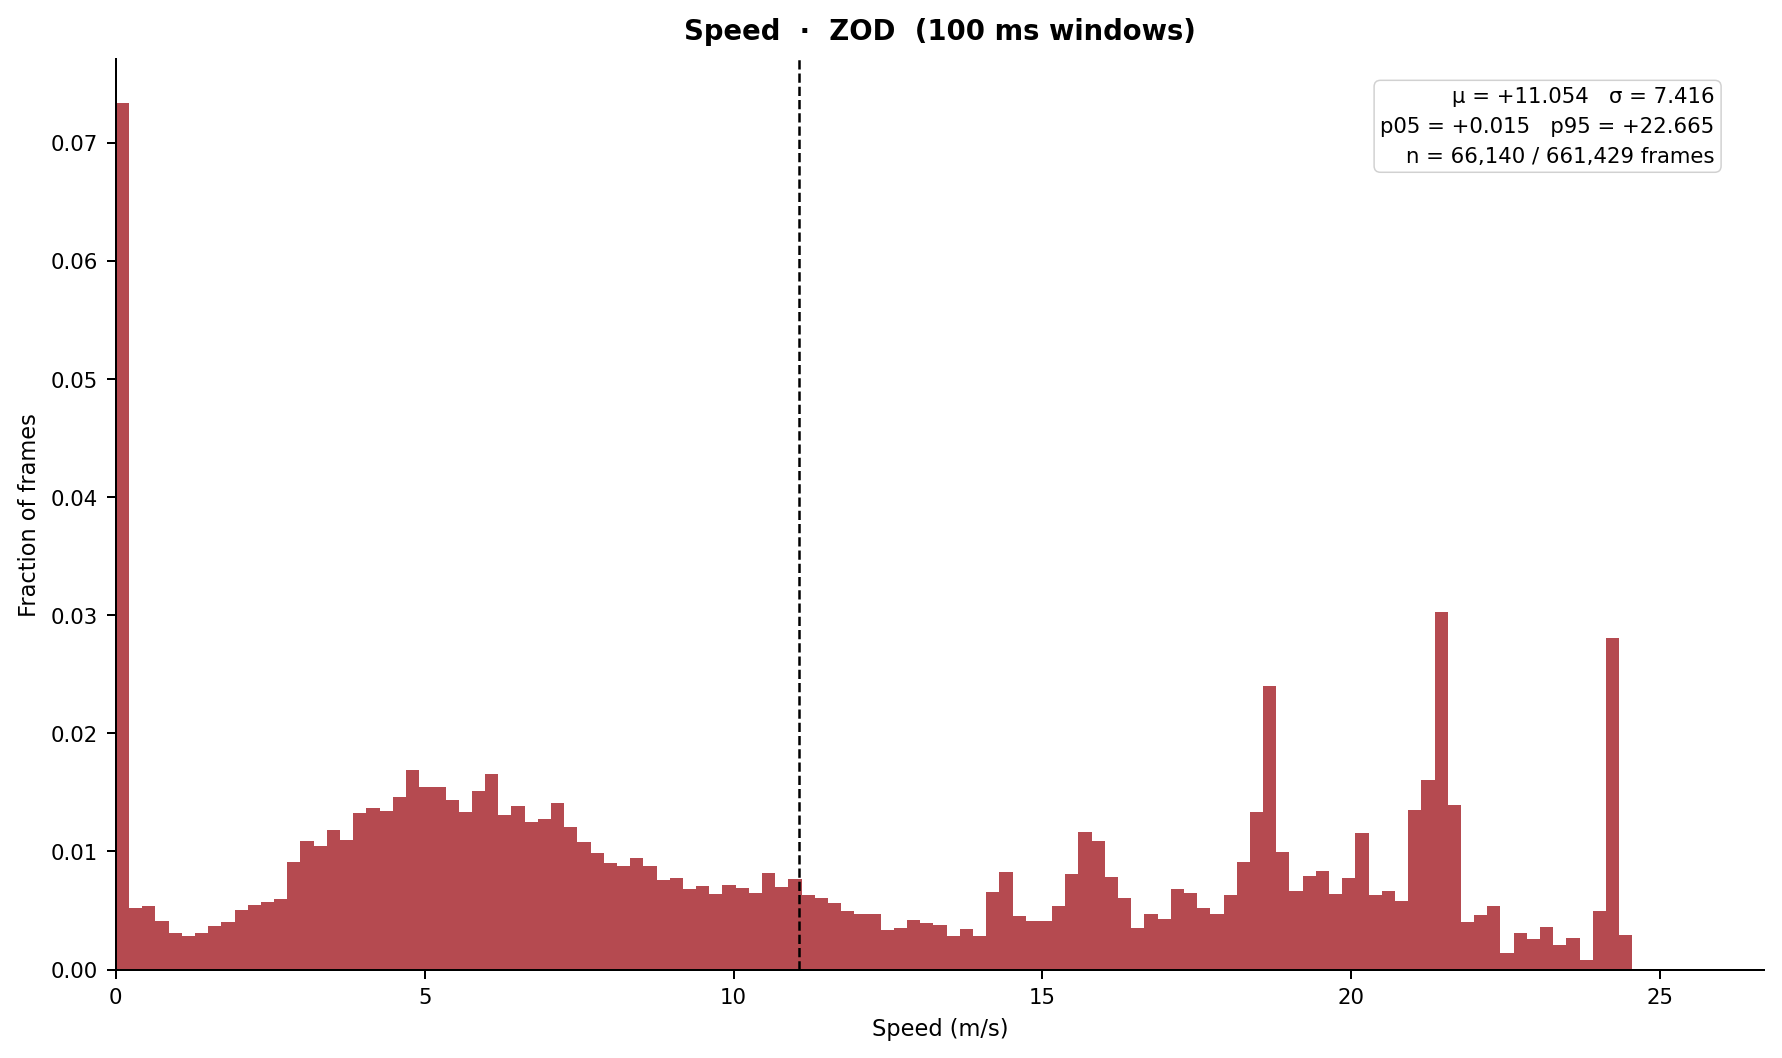 Speed · ZOD (100 ms windows)
μ = +11.054 σ = 7.416
p05 = +0.015 p95 = +22.665
n = 66,140 / 661,429 frames
Fraction of frames
0.07
0.06
0.05
0.04
0.03
0.02
0.01
0.00
0 5 10 15 20 25
Speed (m/s)